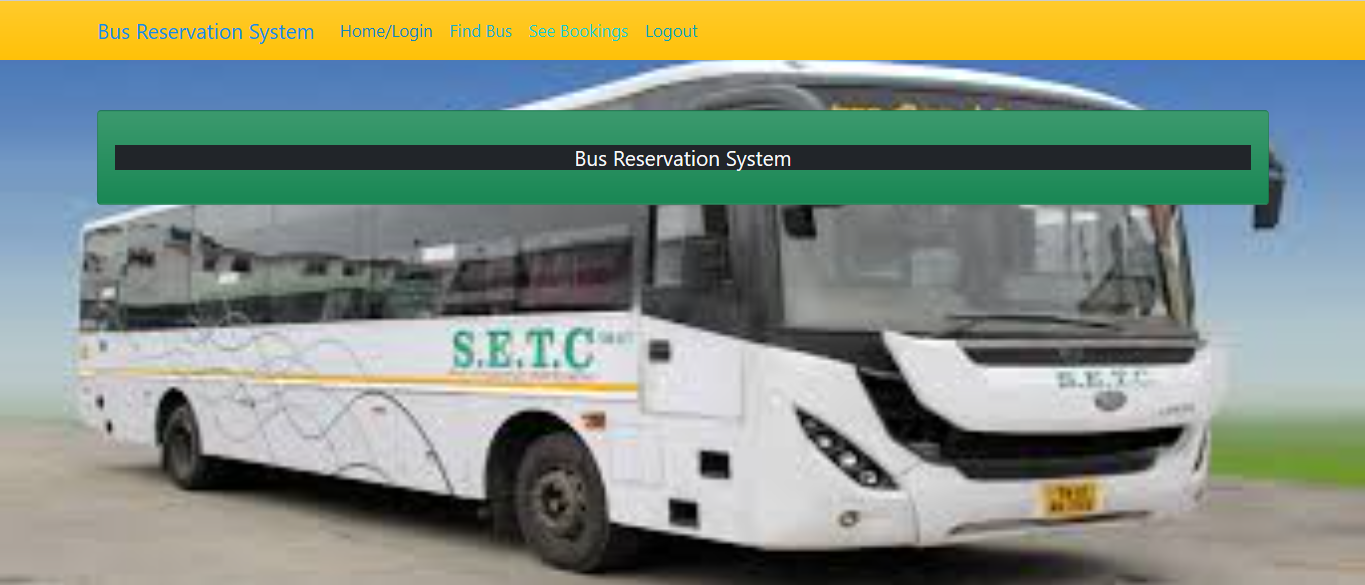 Bus Reservation System Home/Login Find Bus See Bookings Logout
Bus Reservation System
S.E.T.C
S.E.T.C